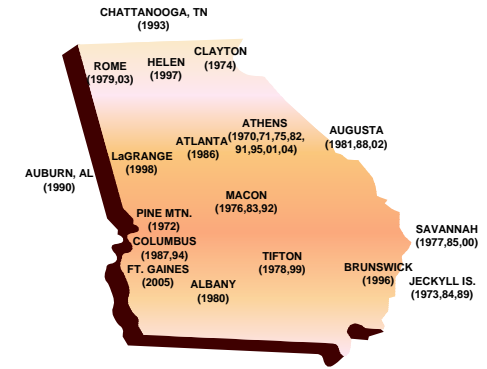 CHATTANOOGA, TN
(1993)
CLAYTON
(1974)
HELEN
(1997)
ROME
(1979,03)
ATHENS
(1970,71,75,82,
91,95,01,04)
AUGUSTA
(1981,88,02)
ATLANTA
(1986)
LaGRANGE
(1998)
AUBURN, AL
(1990)
MACON
(1976,83,92)
PINE MTN.
(1972)
SAVANNAH
(1977,85,00)
COLUMBUS
(1987,94)
TIFTON
(1978,99)
FT. GAINES
(2005)
BRUNSWICK
(1996)
JECKYLL IS.
(1973,84,89)
ALBANY
(1980)